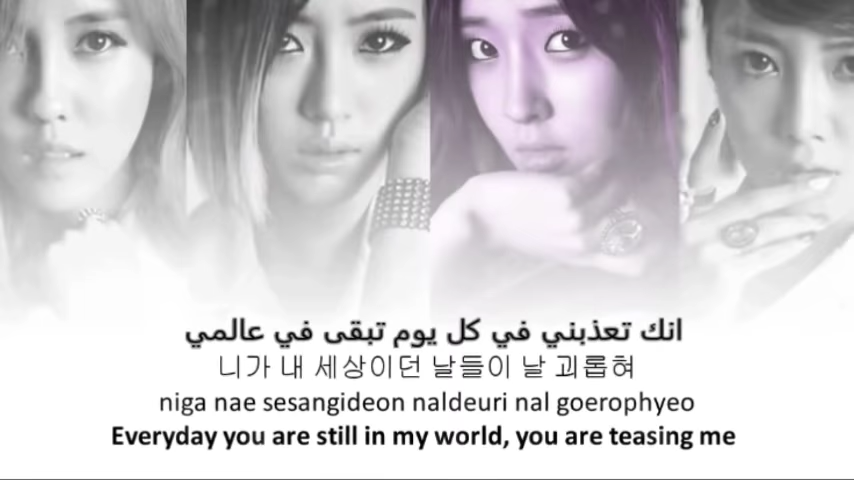 انك تعذبني في كل يوم تبقى في عالمي
니가 내 세상이던 날들이 날 괴롭혀
niga nae sesangideon naldeuri nal goerophyeo
Everyday you are still in my world, you are teasing me